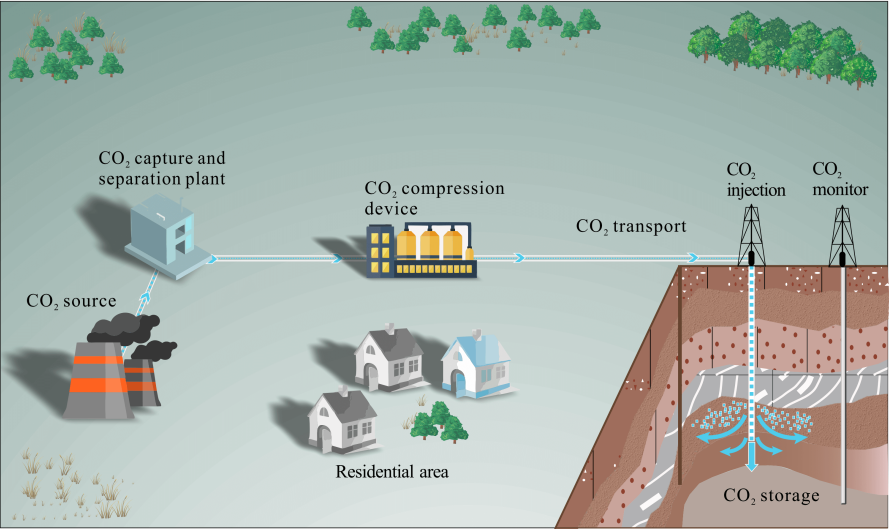 CO₂ capture and
separation plant
CO₂ compression
device
CO₂ transport
CO₂
injection
CO₂
monitor
CO₂ source
Residential area
CO₂ storage